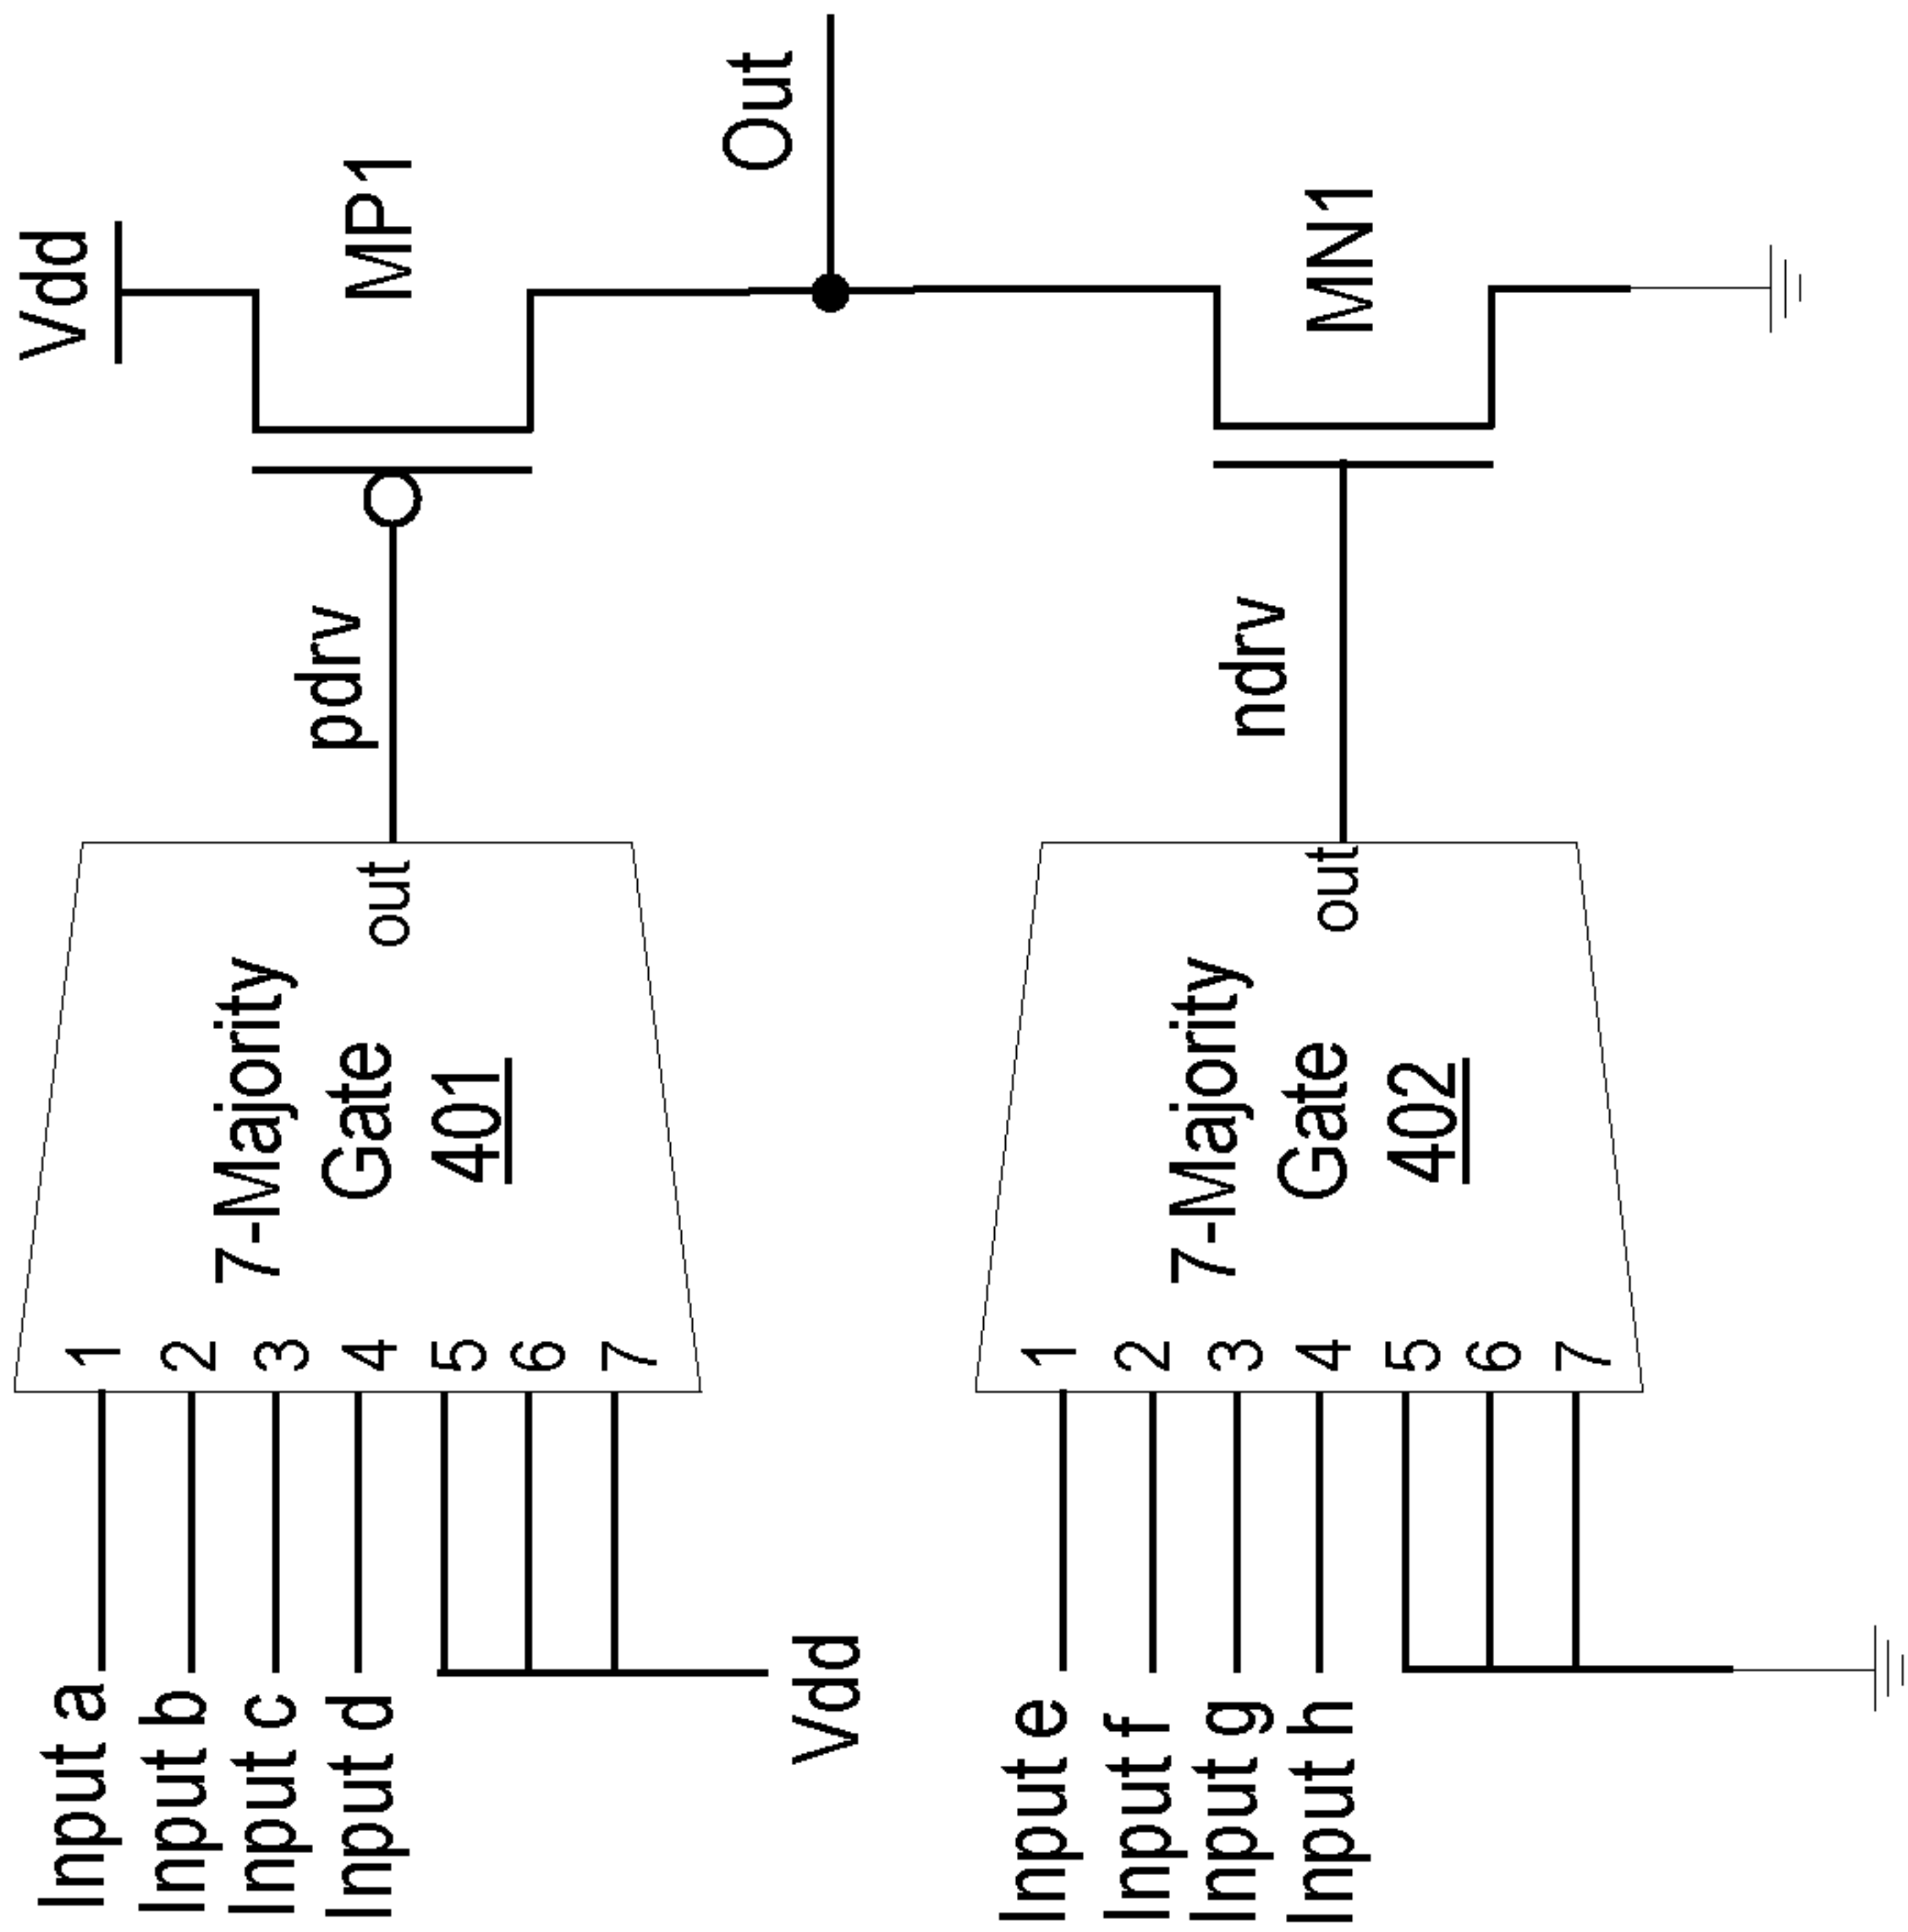 Vdd
MP1
Out
pdrv
MN1
ndrv
out
7-Majority
Gate
401
1
2
3
4
5
6
7
Input a
Input b
Input c
Input d
Vdd
out
7-Majority
Gate
402
1
2
3
4
5
6
7
Input e
Input f
Input g
Input h